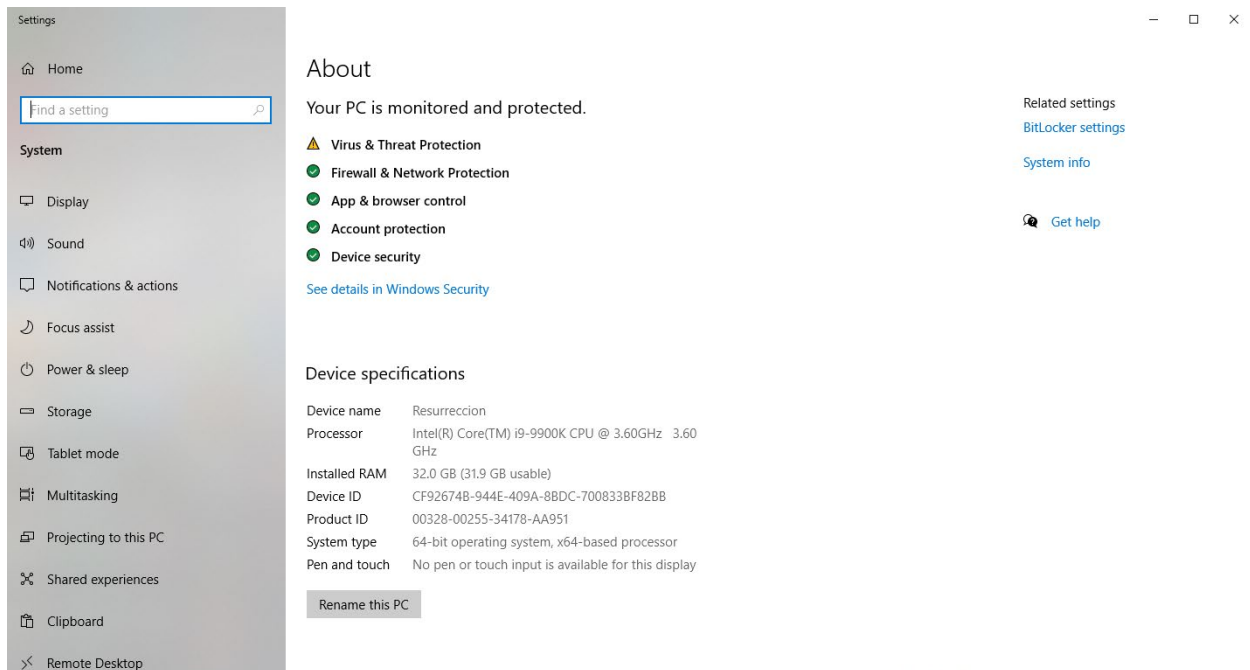 Settings
Home
Find a setting
System
Display
Sound
Notifications & actions
Focus assist
Power & sleep
Storage
Tablet mode
Multitasking
Projecting to this PC
Shared experiences
Clipboard
Remote Desktop
About
Your PC is monitored and protected.
Virus & Threat Protection
Firewall & Network Protection
App & browser control
Account protection
Device security
See details in Windows Security
Device specifications
Device name Resurreccion
Processor Intel(R) Core(TM) i9-9900K CPU @ 3.60GHz 3.60
GHz
Installed RAM 32.0 GB (31.9 GB usable)
Device ID CF92674B-944E-409A-8BDC-700833BF82BB
Product ID 00328-00255-34178-AA951
System type 64-bit operating system, x64-based processor
Pen and touch No pen or touch input is available for this display
Rename this PC
Related settings
BitLocker settings
System info
Get help